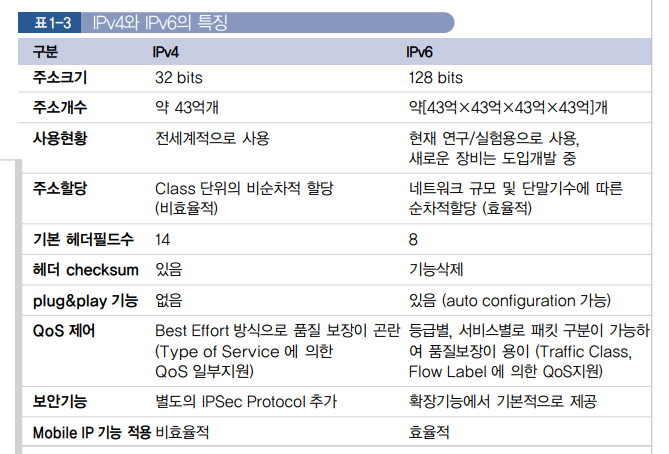 표1-3 IPv4와 IPv6의 특징
구분 IPv4 IPv6
주소크기 32 bits 128 bits
주소개수 약 43억개 약[43억×43억×43억×43억]개
사용현황 전세계적으로 사용 현재 연구/실험용으로 사용,
새로운 장비는 도입개발 중
주소할당 Class 단위의 비순차적 할당 네트워크 규모 및 단말기수에 따른
(비효율적) 순차적할당 (효율적)
기본 헤더필드수 14 8
헤더 checksum 있음 기능삭제
plug&play 기능 없음 있음 (auto configuration 가능)
QoS 제어 Best Effort 방식으로 품질 보장이 곤란 등급별, 서비스별로 패킷 구분이 가능하
(Type of Service 에 의한 여 품질보장이 용이 (Traffic Class,
QoS 일부지원) Flow Label 에 의한 QoS지원)
보안기능 별도의 IPSec Protocol 추가 확장기능에서 기본적으로 제공
Mobile IP 기능 적용 비효율적 효율적